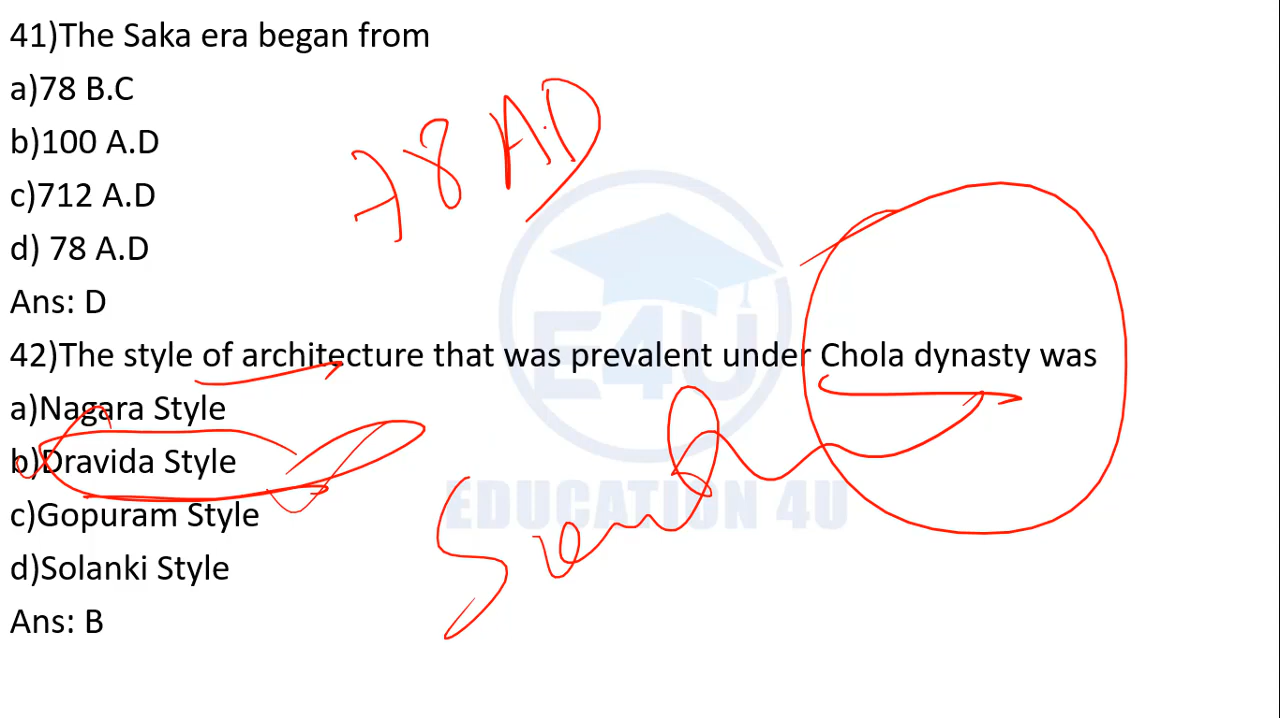 41)The Saka era began from
a)78 B.C
b)100 A.D
c)712 A.D
d) 78 A.D
78 A.D
Ans: D
E4U
42)The style of architecture that was prevalent under Chola dynasty was
a)Nagara Style
b)Dravida Style
c)Gopuram Style
EDUCATION 4U
d)Solanki Style
Ans: B